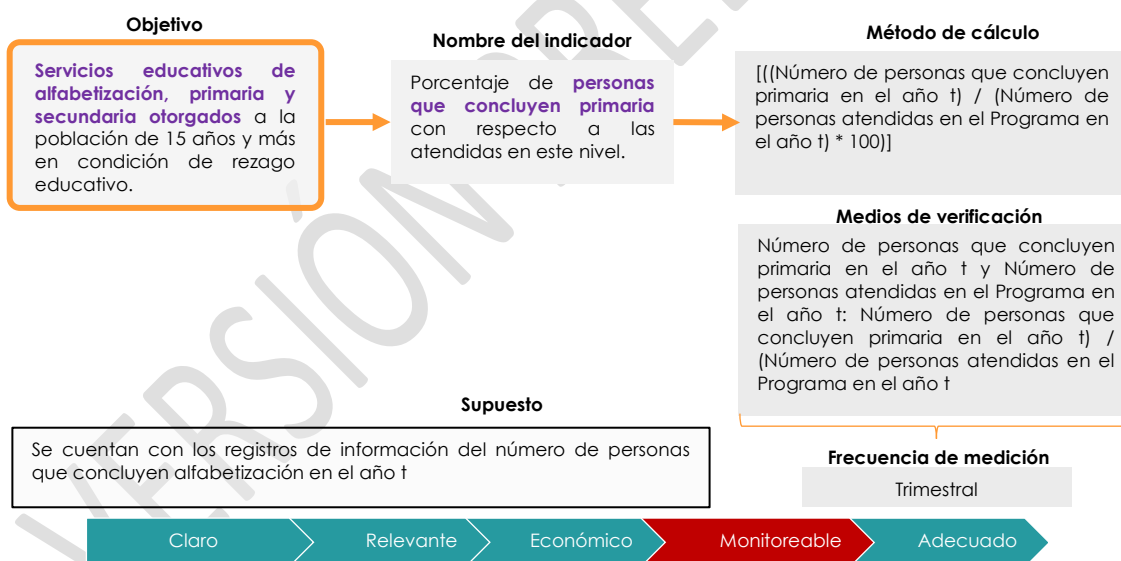 Objetivo
Servicios educativos de
alfabetización, primaria y
secundaria otorgados a la
población de 15 años y más
en condición de rezago
educativo.
Nombre del indicador
Porcentaje de personas
que concluyen primaria
con respecto a las
atendidas en este nivel.
Método de cálculo
[((Número de personas que concluyen
primaria en el año t) / (Número de
personas atendidas en el Programa en
el año t) * 100)]
Medios de verificación
Número de personas que concluyen
primaria en el año t y Número de
personas atendidas en el Programa en
el año t: Número de personas que
concluyen primaria en el año t) /
(Número de personas atendidas en el
Programa en el año t
Supuesto
Se cuentan con los registros de información del número de personas
que concluyen alfabetización en el año t
Frecuencia de medición
Trimestral
Claro
Relevante
Económico
Monitoreable
Adecuado
VERSIÓN